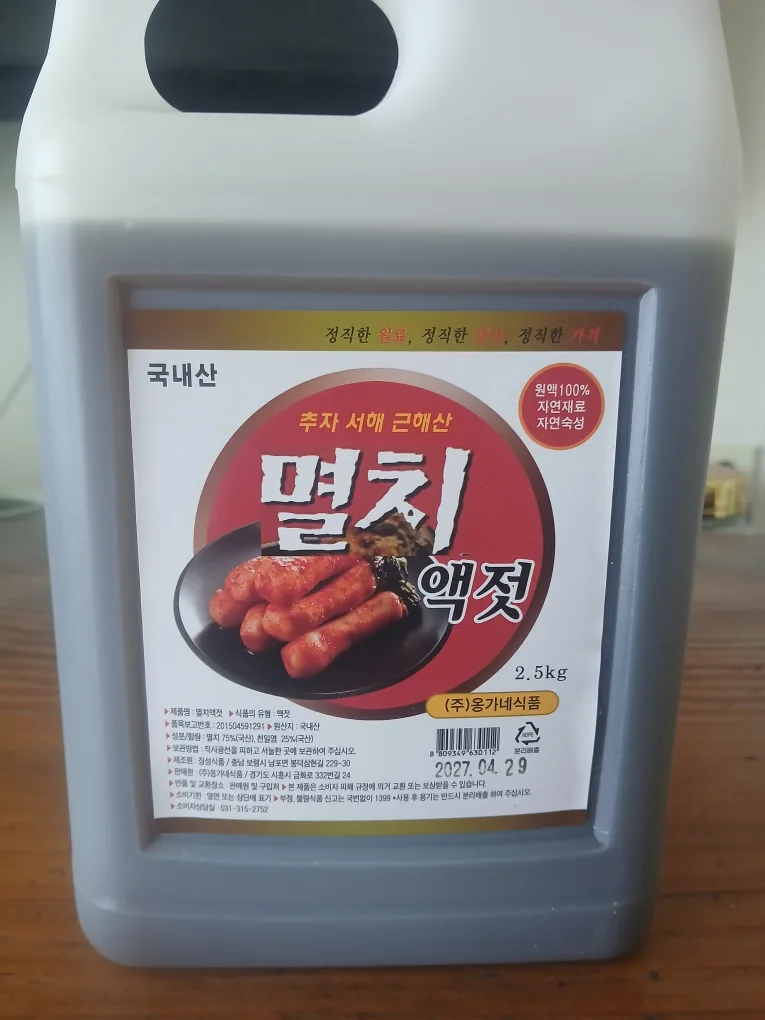 정직한 원료, 정직한 생산, 정직한 가격
국내산
원액100%
자연재료
자연숙성
추자 서해 근해산
멸치
액젓
2.5kg
(주)옹가네식품
▶제품명 : 멸치액젓 ▶식품의 유형 : 액젓
▶품목보고번호 : 201504591291 ▶원산지 : 국내산
▶성분/함량 : 멸치 75%(국산), 천일염 25%(국산)
▶보관방법 : 직사광선을 피하고 서늘한 곳에 보관하여 주십시오.
▶제조원 : 장성식품 / 충남 보령시 남포면 봉덕삼현길 229-30
▶판매원 : (주)옹가네식품 / 경기도 시흥시 금화로 332번길 24
▶반품 및 교환장소 : 판매원 및 구입처 ▶본 제품은 소비자 피해 규정에 의거 교환 또는 보상받을 수 있습니다.
▶소비기한 : 옆면 또는 상단에 표기 ▶부정, 불량식품 신고는 국번없이 1399 *사용 후 용기는 반드시 분리배출 하여 주십시오.
▶소비자상담실 : 031-315-2752
8 809349 630112
HDPE
분리배출
2027.04.29